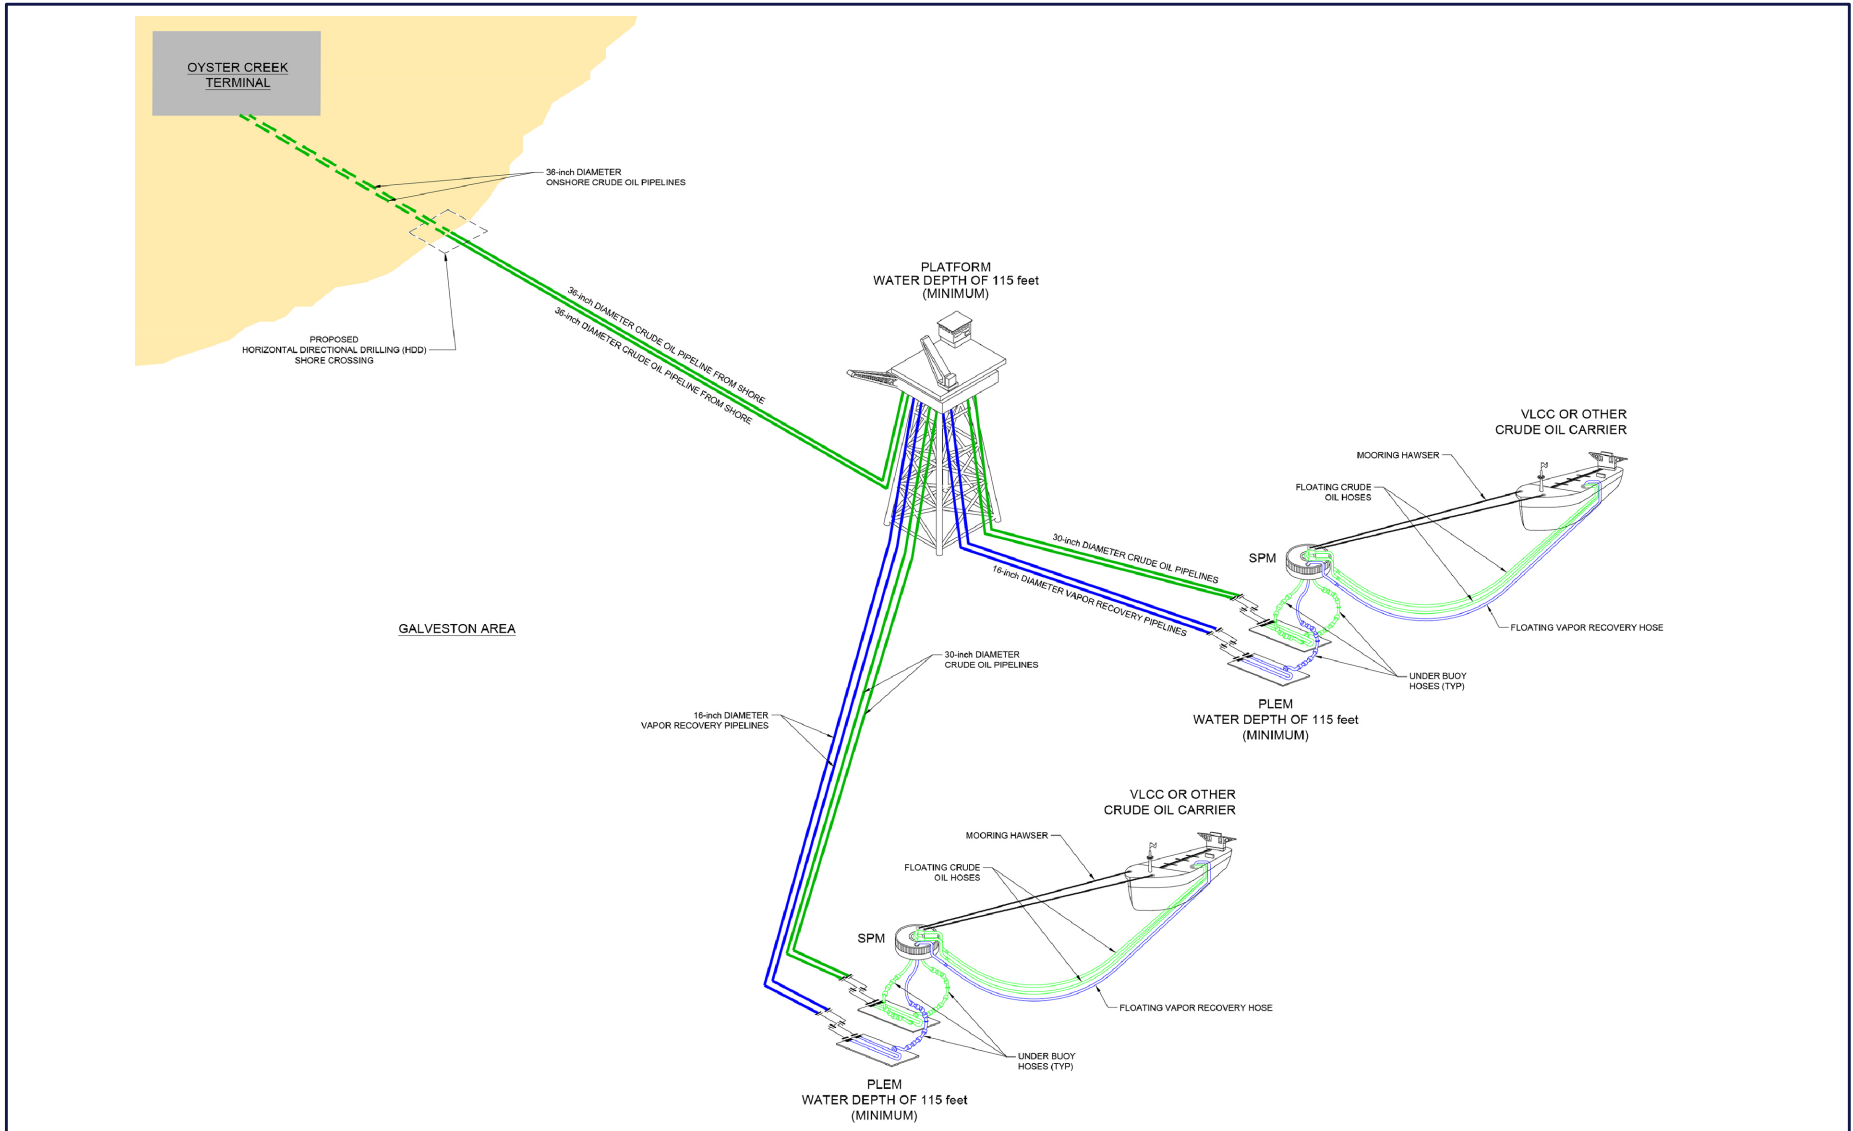 OYSTER CREEK
TERMINAL
36-inch DIAMETER
ONSHORE CRUDE OIL PIPELINES
PROPOSED
HORIZONTAL DIRECTIONAL DRILLING (HDD)
SHORE CROSSING
36-inch DIAMETER CRUDE OIL PIPELINE FROM SHORE
36-inch DIAMETER CRUDE OIL PIPELINE FROM SHORE
PLATFORM
WATER DEPTH OF 115 feet
(MINIMUM)
VLCC OR OTHER
CRUDE OIL CARRIER
MOORING HAWSER
FLOATING CRUDE
OIL HOSES
SPM
30-inch DIAMETER CRUDE OIL PIPELINES
16-inch DIAMETER VAPOR RECOVERY PIPELINES
FLOATING VAPOR RECOVERY HOSE
UNDER BUOY
HOSES (TYP)
PLEM
WATER DEPTH OF 115 feet
(MINIMUM)
GALVESTON AREA
30-inch DIAMETER
CRUDE OIL PIPELINES
16-inch DIAMETER
VAPOR RECOVERY PIPELINES
VLCC OR OTHER
CRUDE OIL CARRIER
MOORING HAWSER
FLOATING CRUDE
OIL HOSES
SPM
FLOATING VAPOR RECOVERY HOSE
UNDER BUOY
HOSES (TYP)
PLEM
WATER DEPTH OF 115 feet
(MINIMUM)